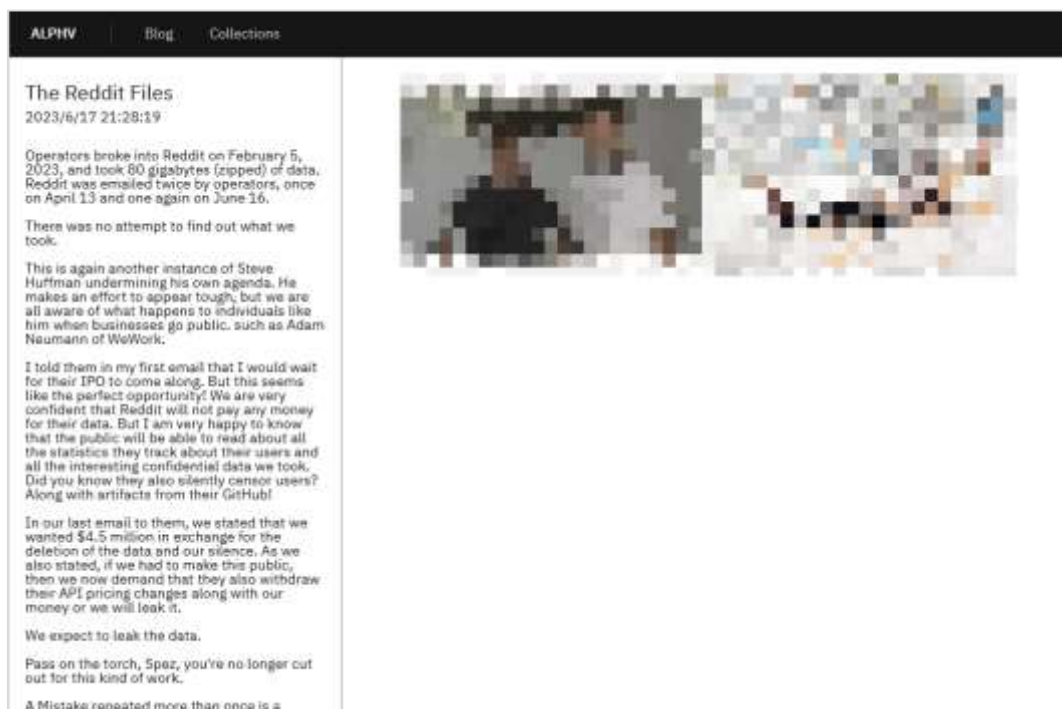 ALPHV Blog Collections
The Reddit Files
2023/6/17 21:28:19
Operators broke into Reddit on February 5,
2023, and took 80 gigabytes (zipped) of data.
Reddit was emailed twice by operators, once
on April 13 and one again on June 16.
There was no attempt to find out what we
took.
This is again another instance of Steve
Huffman undermining his own agenda. He
makes an effort to appear tough, but we are
all aware of what happens to individuals like
him when businesses go public. such as Adam
Neumann of WeWork.
I told them in my first email that I would wait
for their IPO to come along. But this seems
like the perfect opportunity! We are very
confident that Reddit will not pay any money
for their data. But I am very happy to know
that the public will be able to read about all
the statistics they track about their users and
all the interesting confidential data we took.
Did you know they also silently censor users?
Along with artifacts from their GitHub!
In our last email to them, we stated that we
wanted $4.5 million in exchange for the
deletion of the data and our silence. As we
also stated, if we had to make this public,
then we now demand that they also withdraw
their API pricing changes along with our
money or we will leak it.
We expect to leak the data.
Pass on the torch, Spez, you're no longer cut
out for this kind of work.
A Mistake repeated more than once is a